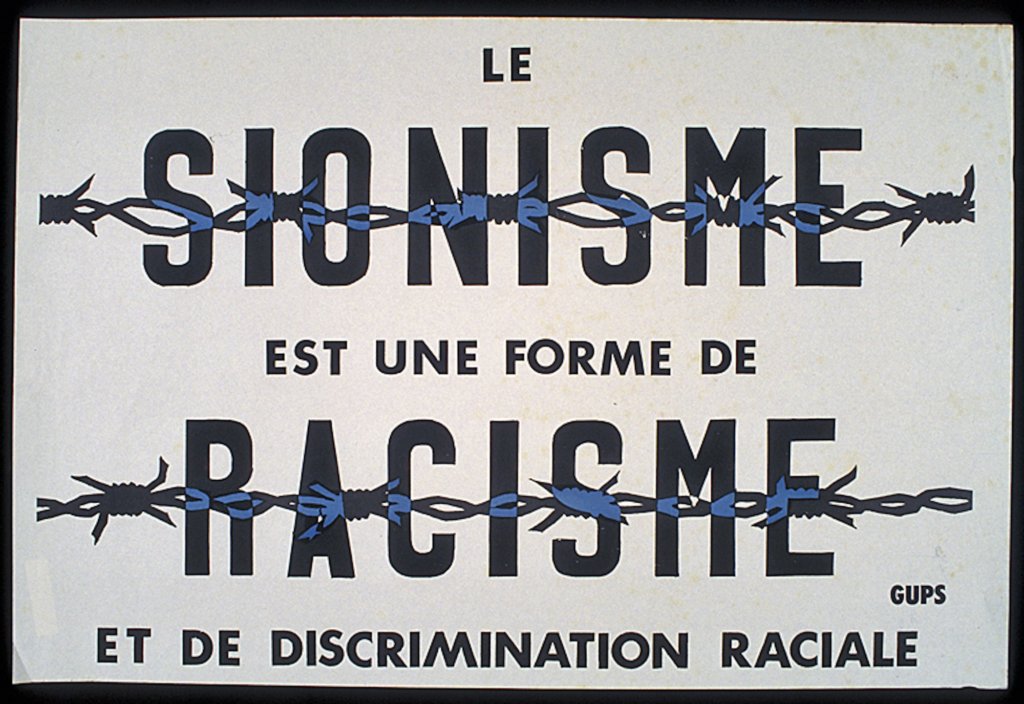 LE
SIONISME
EST UNE FORME DE
RACISME
GUPS
ET DE DISCRIMINATION RACIALE